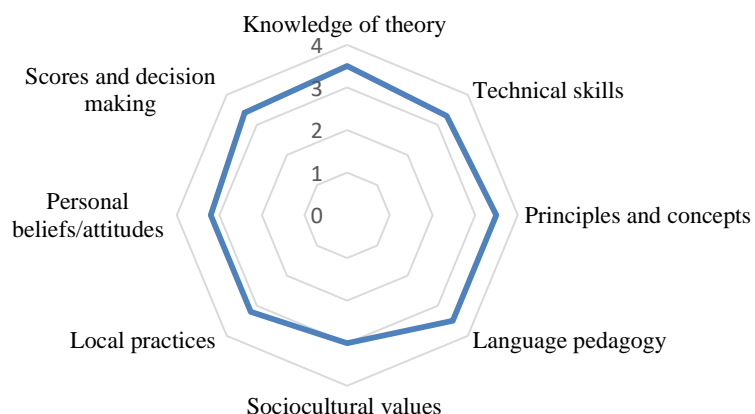 Knowledge of theory
4
Scores and decision
making
Technical skills
3
2
1
Personal
beliefs/attitudes
0
Principles and concepts
Local practices
Language pedagogy
Sociocultural values